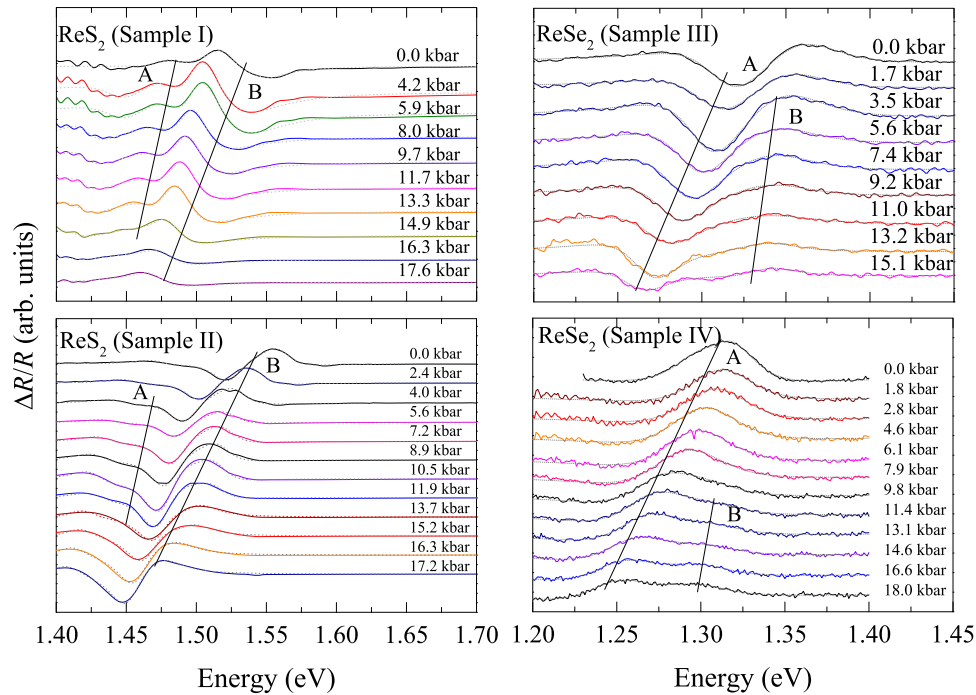 ΔR/R (arb. units)
ReS2 (Sample I)
A
B
0.0 kbar
4.2 kbar
5.9 kbar
8.0 kbar
9.7 kbar
11.7 kbar
13.3 kbar
14.9 kbar
16.3 kbar
17.6 kbar
ReSe2 (Sample III)
A
B
0.0 kbar
1.7 kbar
3.5 kbar
5.6 kbar
7.4 kbar
9.2 kbar
11.0 kbar
13.2 kbar
15.1 kbar
ReS2 (Sample II)
A
B
0.0 kbar
2.4 kbar
4.0 kbar
5.6 kbar
7.2 kbar
8.9 kbar
10.5 kbar
11.9 kbar
13.7 kbar
15.2 kbar
16.3 kbar
17.2 kbar
1.40 1.45 1.50 1.55 1.60 1.65 1.70
Energy (eV)
ReSe2 (Sample IV)
A
B
0.0 kbar
1.8 kbar
2.8 kbar
4.6 kbar
6.1 kbar
7.9 kbar
9.8 kbar
11.4 kbar
13.1 kbar
14.6 kbar
16.6 kbar
18.0 kbar
1.20 1.25 1.30 1.35 1.40 1.45
Energy (eV)